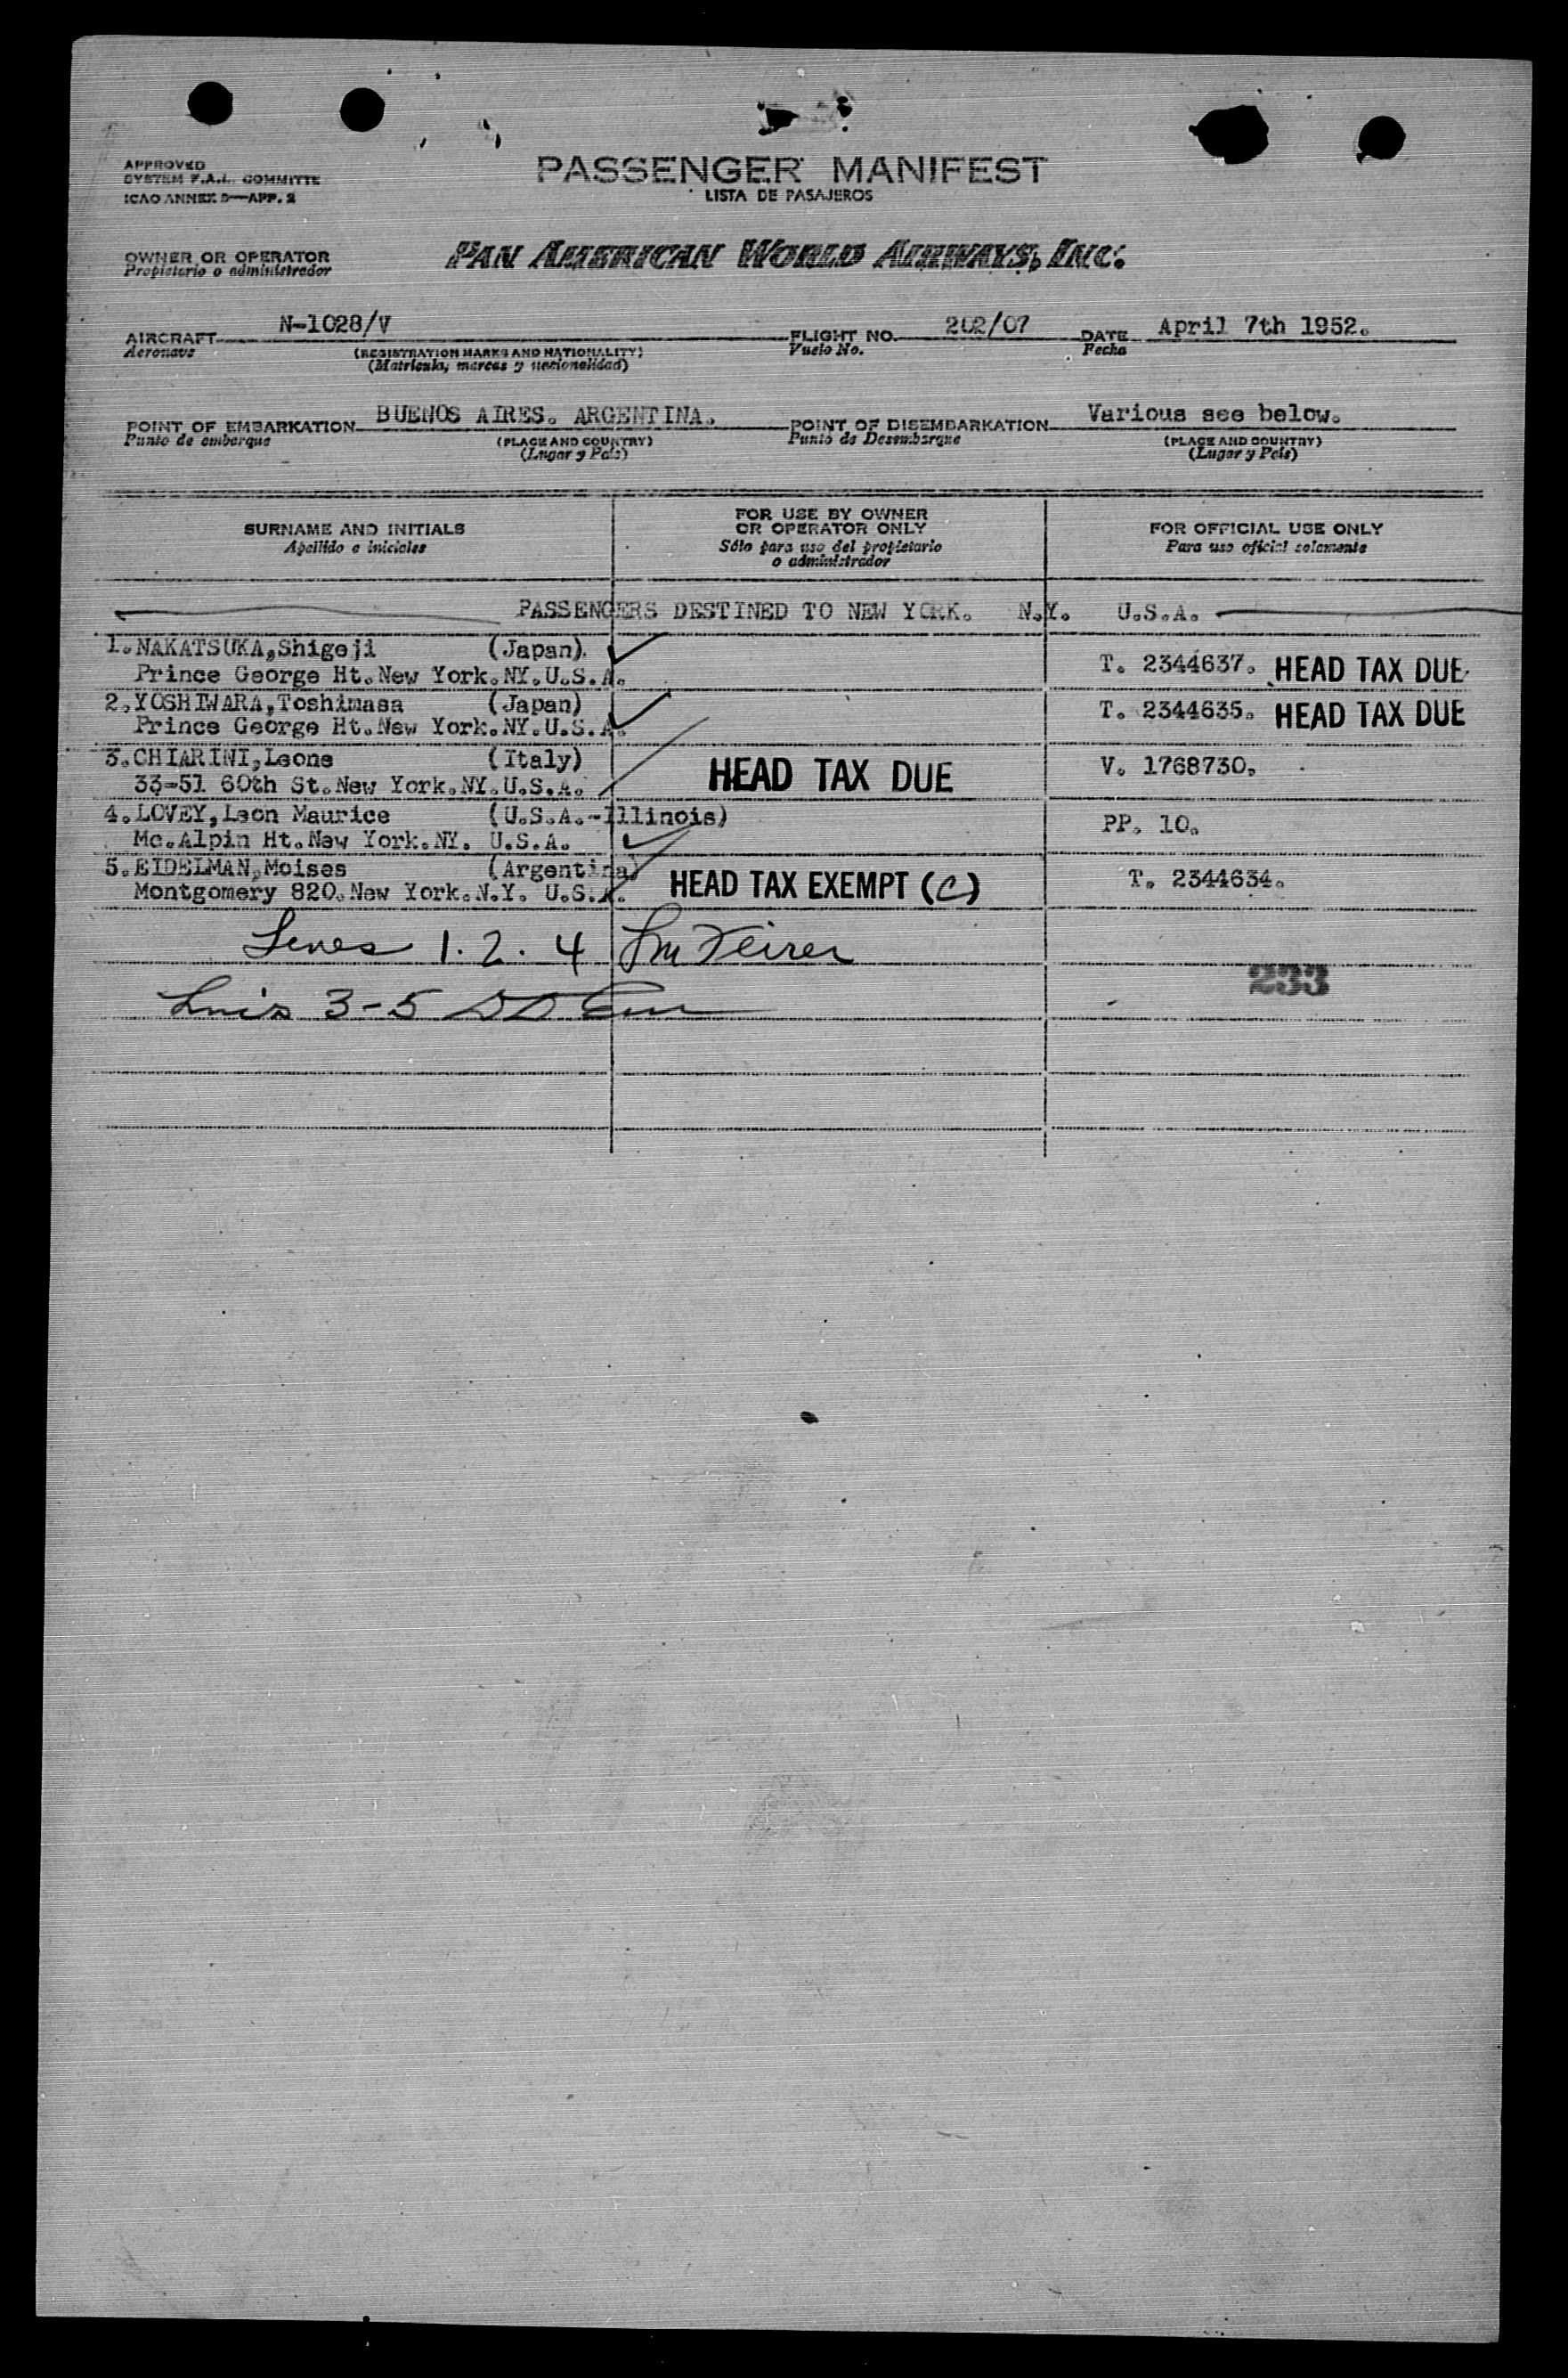 APPROVED
SYSTEM F.A.L. COMMITTE
ICAO ANNEX 9—APP. 2
PASSENGER MANIFEST
LISTA DE PASAJEROS
OWNER OR OPERATOR
Propietario o administrador
PAN AMERICAN WORLD AIRWAYS, INC.
AIRCRAFT N-1028/V FLIGHT NO. 202/07 DATE April 7th 1952.
Aeronave (REGISTRATION MARKS AND NATIONALITY) Vuelo No. Fecha
(Matrícula, marcas y nacionalidad)
POINT OF EMBARKATION BUENOS AIRES. ARGENTINA. POINT OF DISEMBARKATION Various see below.
Punto de embarque (PLACE AND COUNTRY) Punto de Desembarque (PLACE AND COUNTRY)
(Lugar y País) (Lugar y País)
SURNAME AND INITIALS
Apellido e iniciales
FOR USE BY OWNER
OR OPERATOR ONLY
Sólo para uso del propietario
o administrador
FOR OFFICIAL USE ONLY
Para uso oficial solamente
PASSENGERS DESTINED TO NEW YORK. N.Y. U.S.A.
1.NAKATSUKA,Shigeji (Japan).
Prince George Ht.New York.NY.U.S.A. T. 2344637. HEAD TAX DUE
2.YOSHIWARA,Toshimasa (Japan)
Prince George Ht.New York.NY.U.S.A. T. 2344635. HEAD TAX DUE
3.CHIARINI,Leone (Italy)
33-51 60th St.New York.NY.U.S.A. HEAD TAX DUE V. 1768730.
4.LOVEY,Leon Maurice (U.S.A.-Illinois)
Mc.Alpin Ht.New York.NY. U.S.A. PP. 10.
5.EIDELMAN,Moises (Argentina)
Montgomery 820.New York.N.Y. U.S.A. HEAD TAX EXEMPT (C) T. 2344634.
1. 2. 4
233
3-5